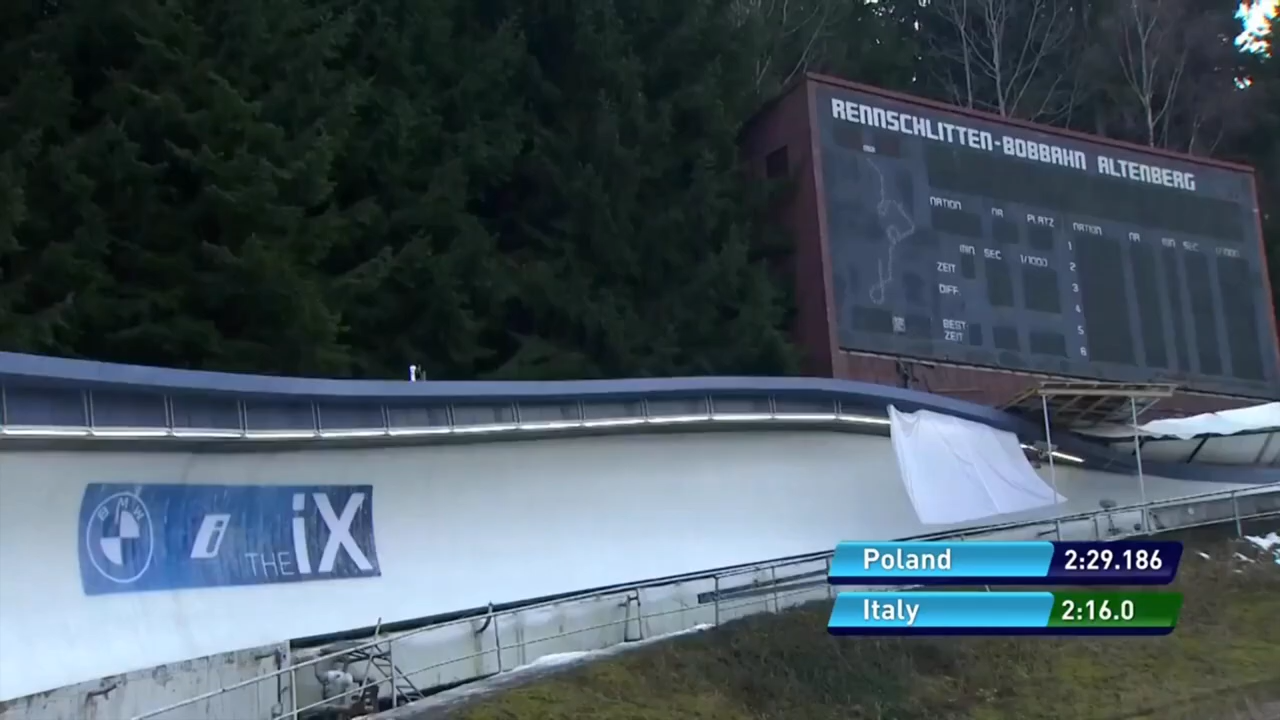 RENNSCHLITTEN-BOBBAHN ALTENBERG
NATION NR PLATZ NATION NR MIN SEC 1/1000
MIN SEC 1/1000
ZEIT
DIFF.
BEST
ZEIT
1
2
3
4
5
6
BMW
i
THE iX
Poland 2:29.186
Italy 2:16.0